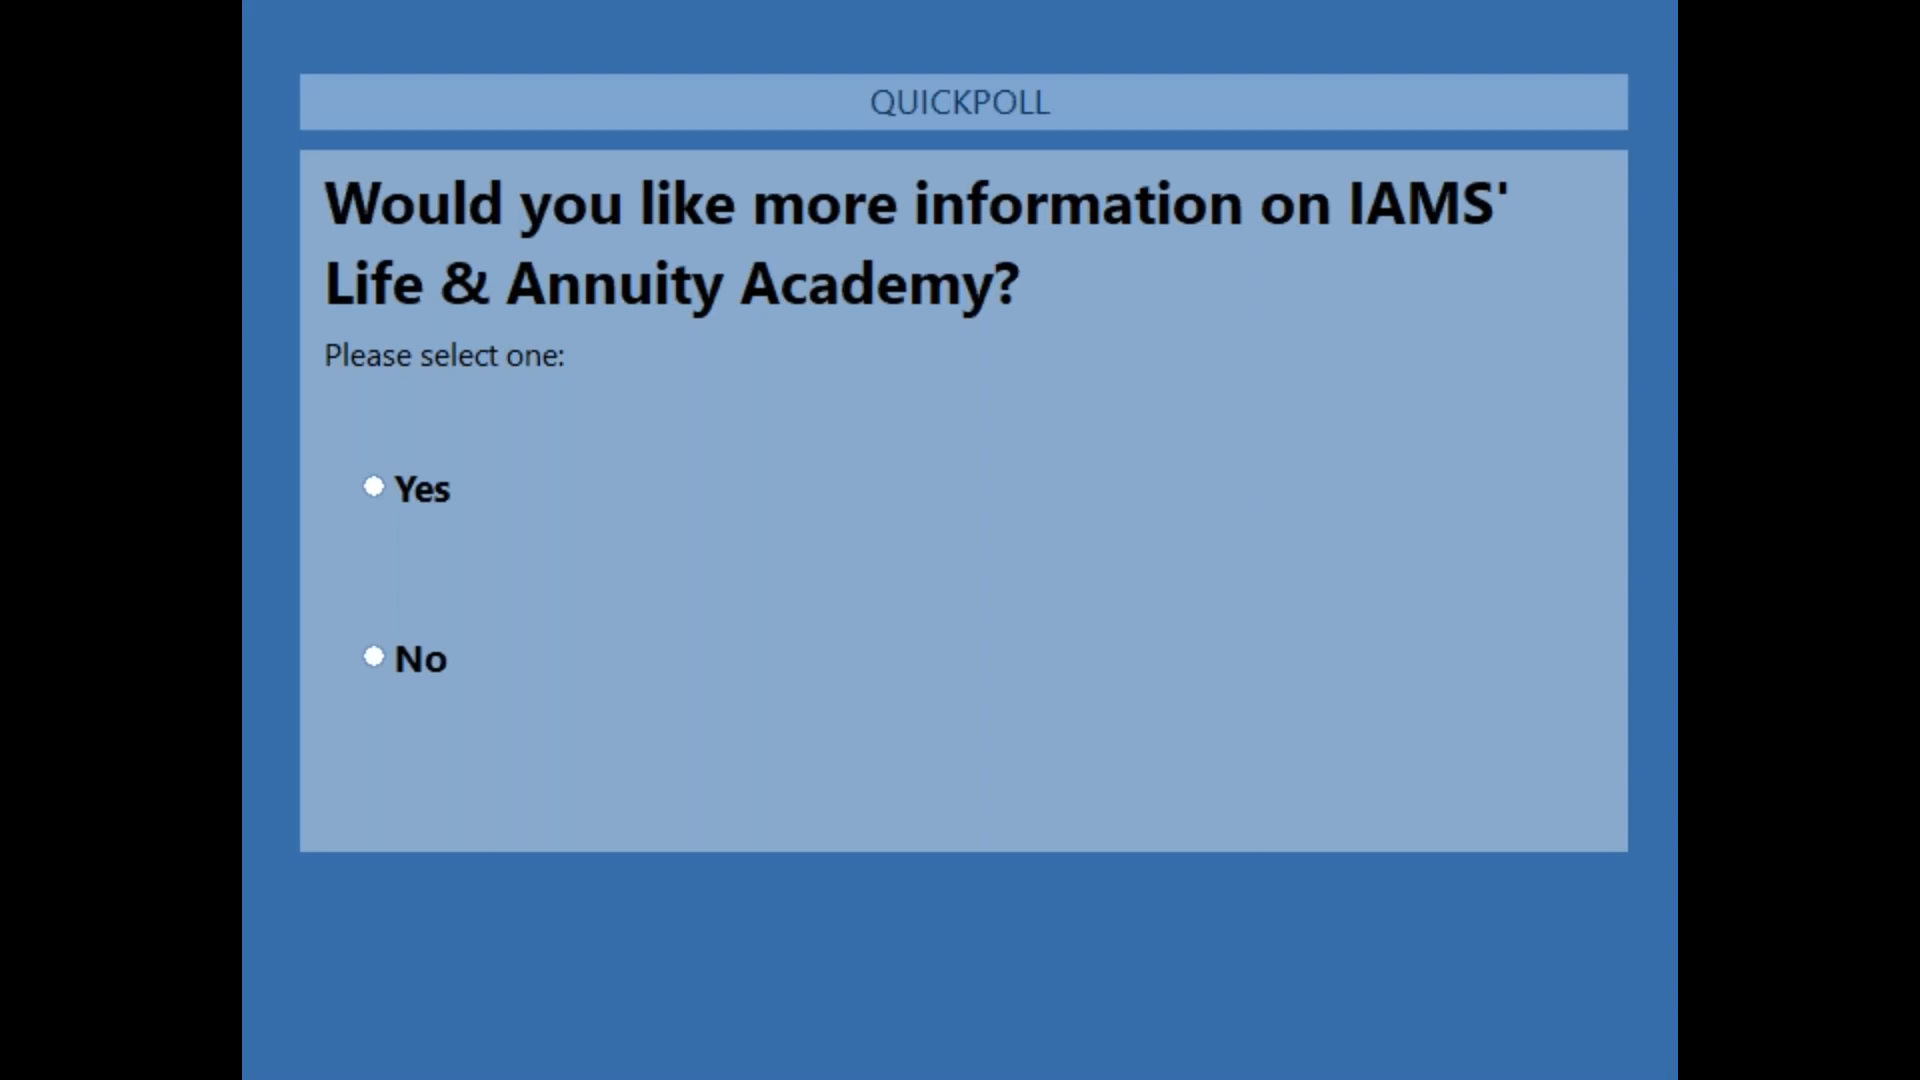 QUICKPOLL
Would you like more information on IAMS'
Life & Annuity Academy?
Please select one:
Yes
No